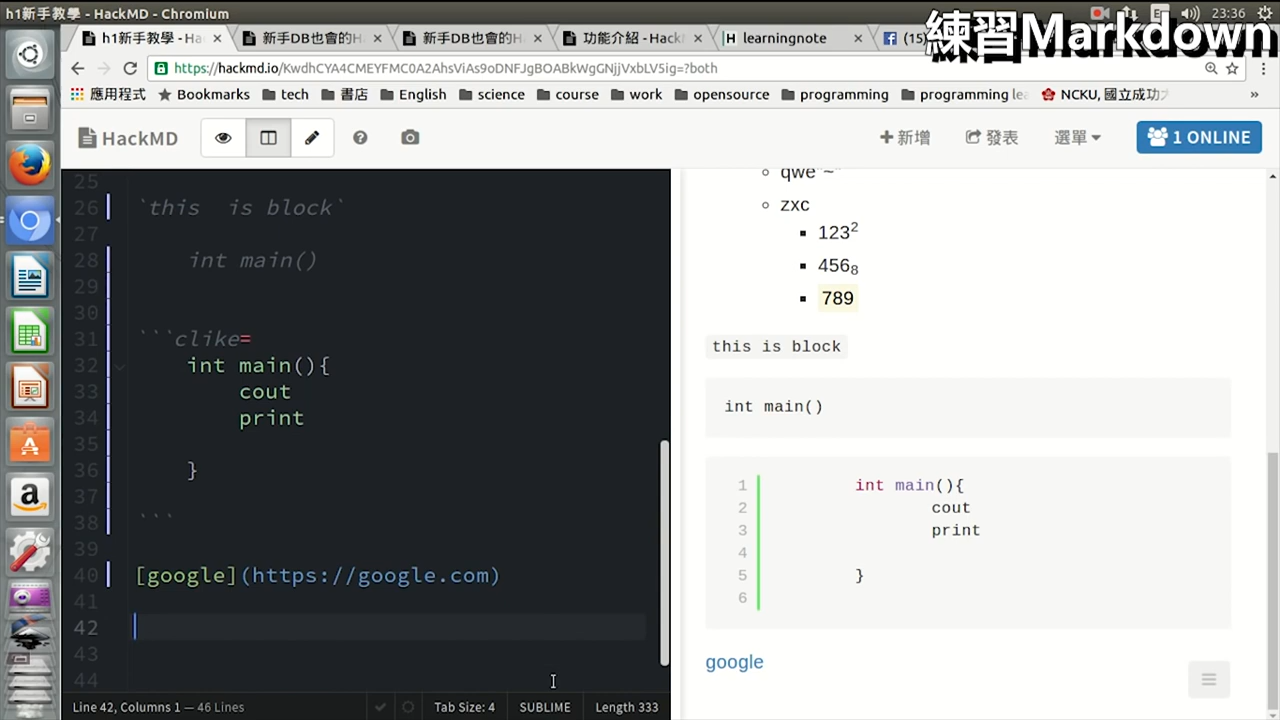 h1新手教學 - HackMD - Chromium
23:36
練習Markdown
h1新手教學 - Ha
新手DB也會的Ha
新手DB也會的Ha
功能介紹 - Hack
learningnote
(15)
https://hackmd.io/KwdhCYA4CMEYFMC0A2AhsViAs9oDNFJgBOABkWgGNjjVxbLV5ig=?both
應用程式
Bookmarks
tech
書店
English
science
course
work
opensource
programming
programming lea
NCKU, 國立成功大
»
HackMD
新增
發表
選單
1 ONLINE
25
26 `this  is block`
27
28 int main()
29
30
31 ```clike=
32 int main(){
33 cout
34 print
35
36 }
37
38 ```
39
40 [google](https://google.com)
41
42
43
44
Line 42, Columns 1 — 46 Lines
Tab Size: 4
SUBLIME
Length 333
qwe ~
zxc
123²
456₈
789
this is block
int main()
1 int main(){
2 cout
3 print
4
5 }
6
google